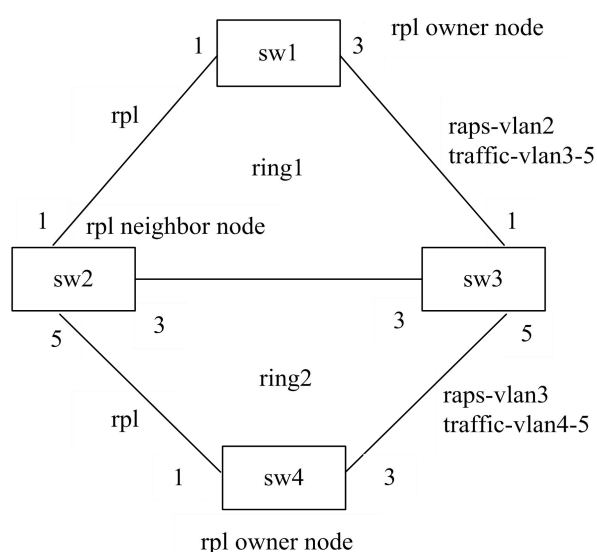 rpl owner node
1
sw1
3
rpl
raps-vlan2
traffic-vlan3-5
ring1
1
rpl neighbor node
1
sw2
sw3
5
3
3
5
ring2
raps-vlan3
traffic-vlan4-5
rpl
1
sw4
3
rpl owner node